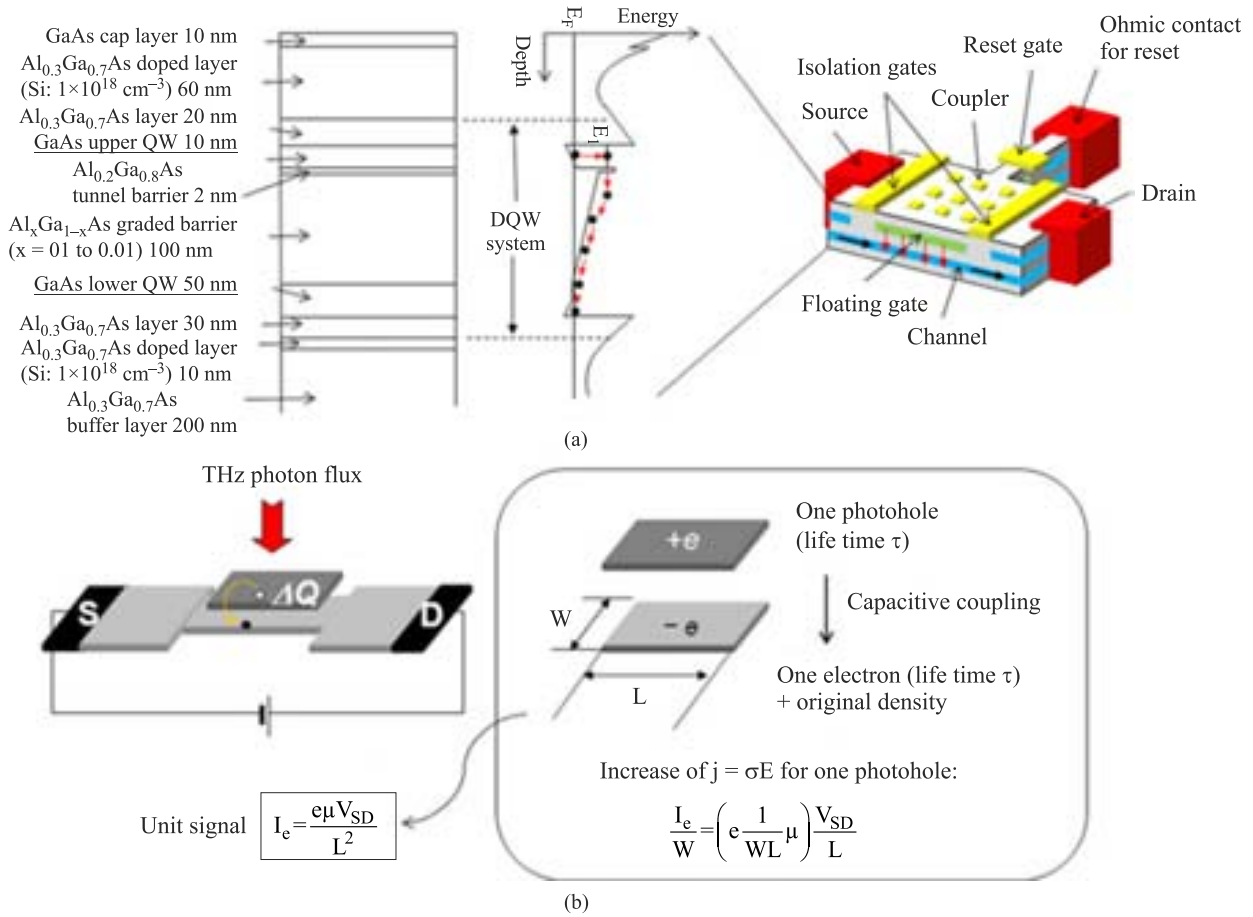 GaAs cap layer 10 nm
Al0.3Ga0.7As doped layer
(Si: 1×10^18 cm^–3) 60 nm
Al0.3Ga0.7As layer 20 nm
GaAs upper QW 10 nm
Al0.2Ga0.8As
tunnel barrier 2 nm
AlxGa1–xAs graded barrier
(x = 01 to 0.01) 100 nm
GaAs lower QW 50 nm
Al0.3Ga0.7As layer 30 nm
Al0.3Ga0.7As doped layer
(Si: 1×10^18 cm^–3) 10 nm
Al0.3Ga0.7As
buffer layer 200 nm
EF
Energy
Depth
E1
DQW
system
Ohmic contact
for reset
Reset gate
Isolation gates
Coupler
Source
Drain
Floating gate
Channel
(a)
THz photon flux
S
ΔQ
D
+e
One photohole
(life time τ)
Capacitive coupling
W
– e
L
One electron (life time τ)
+ original density
Increase of j = σE for one photohole:
Ie/W = (e 1/WL μ) VSD/L
Unit signal Ie = eμVSD/L^2
(b)